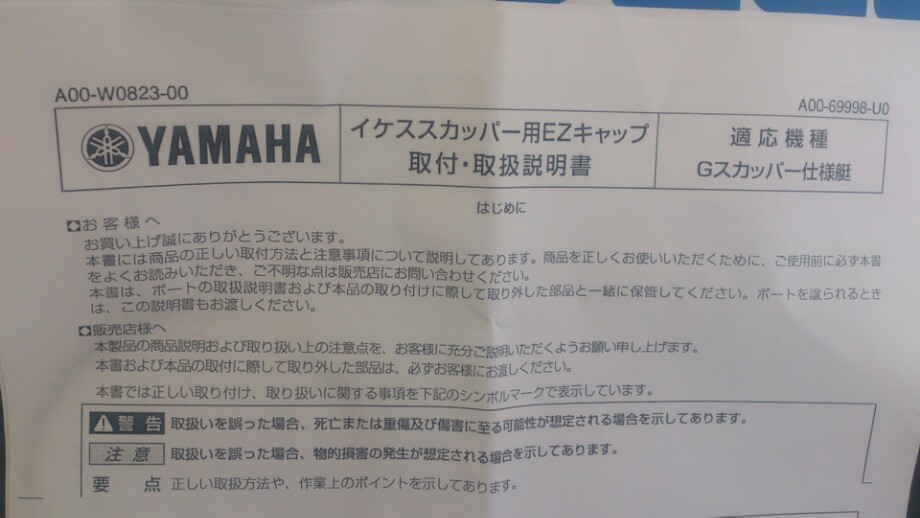 A00-W0823-00
A00-69998-U0
YAMAHA
イケススカッパー用EZキャップ
取付・取扱説明書
適応機種
Gスカッパー仕様艇
はじめに
お客様へ
お買い上げ誠にありがとうございます。
本書には商品の正しい取付方法と注意事項について説明してあります。商品を正しくお使いいただくために、ご使用前に必ず本書
をよくお読みいただき、ご不明な点は販売店にお問い合わせください。
本書は、ボートの取扱説明書および本品の取り付けに際して取り外した部品と一緒に保管してください。ボートを譲られるとき
は、この説明書もお渡しください。
販売店様へ
本製品の商品説明および取り扱い上の注意点を、お客様に充分ご説明いただくようお願い申し上げます。
本書および本品の取付に際して取り外した部品は、必ずお客様にお渡しください。
本書では正しい取り付け、取り扱いに関する事項を下記のシンボルマークで表示しています。
警告 取扱いを誤った場合、死亡または重傷及び傷害に至る可能性が想定される場合を示してあります。
注意 取扱いを誤った場合、物的損害の発生が想定される場合を示してあります。
要点 正しい取扱方法や、作業上のポイントを示してあります。